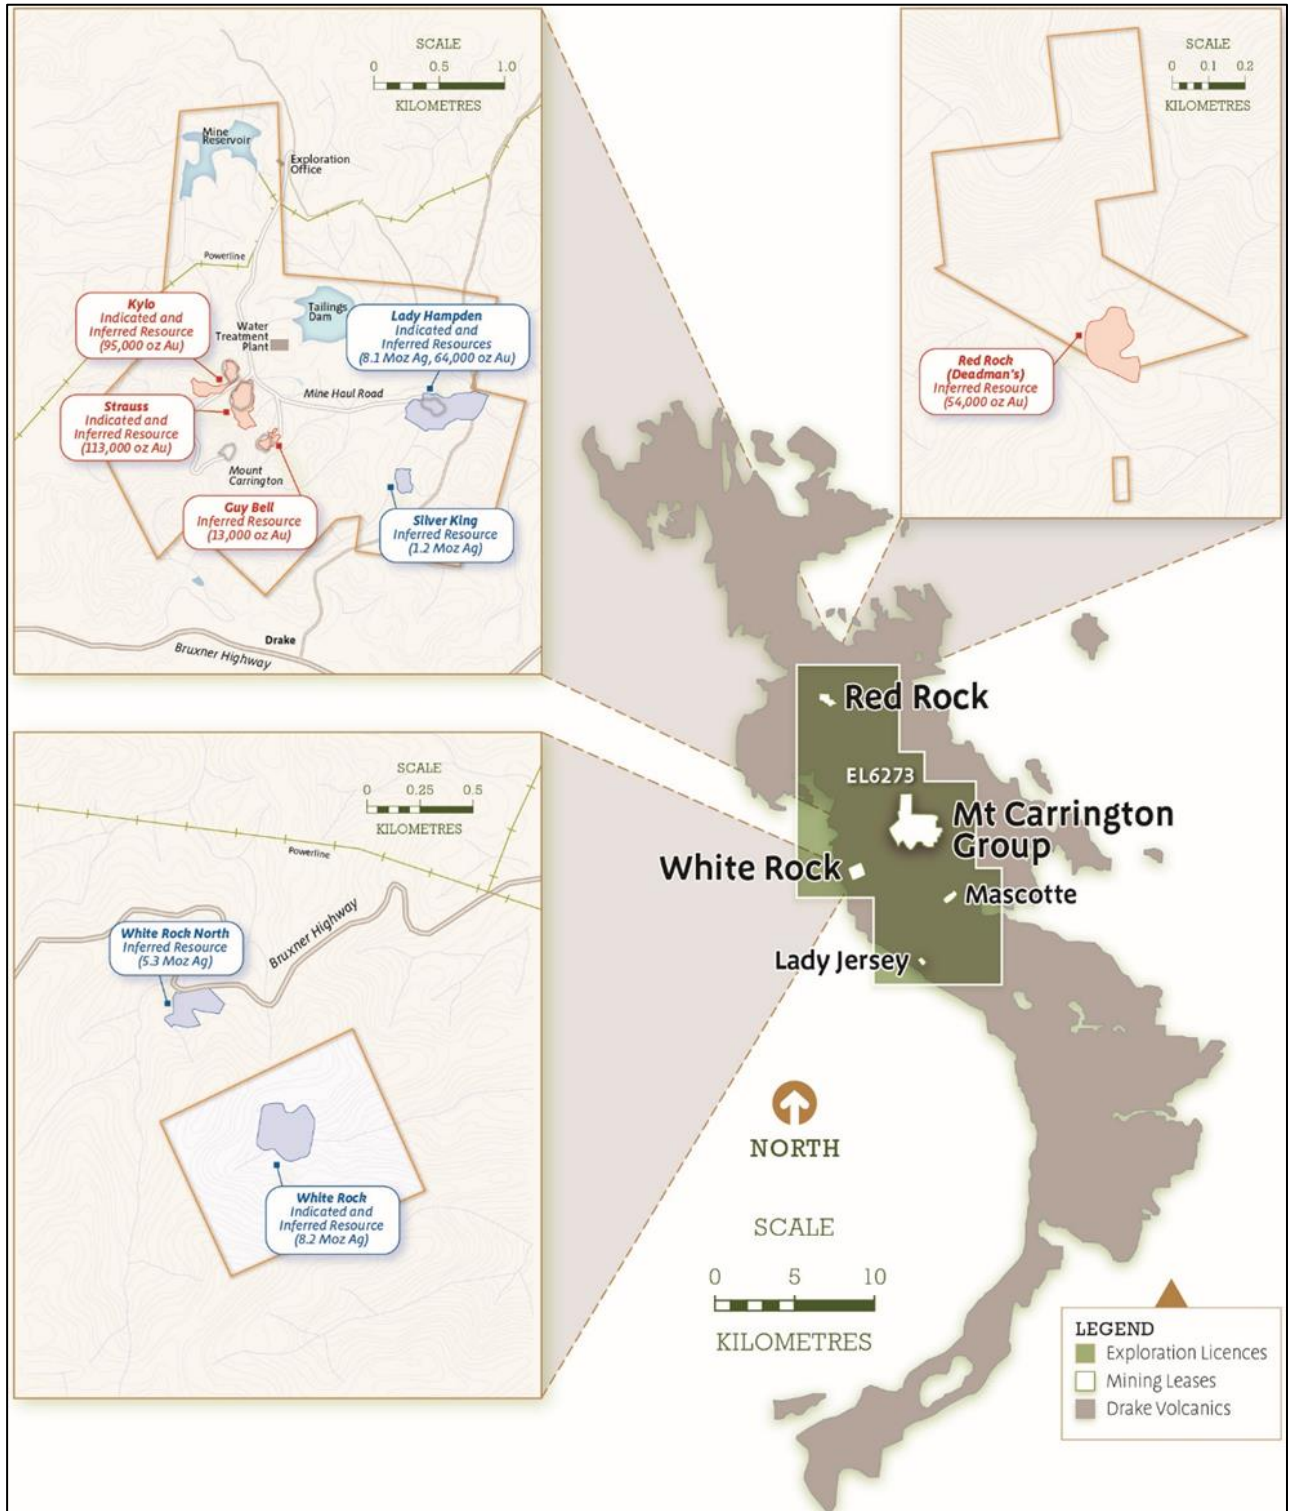 SCALE
0 0.5 1.0
KILOMETRES
Mine
Reservoir
Exploration
Office
Powerline
Kylo
Indicated and
Inferred Resource
(95,000 oz Au)
Water
Treatment
Plant
Tailings
Dam
Lady Hampden
Indicated and
Inferred Resources
(8.1 Moz Ag, 64,000 oz Au)
Mine Haul Road
Strauss
Indicated and
Inferred Resource
(113,000 oz Au)
Mount
Carrington
Guy Bell
Inferred Resource
(13,000 oz Au)
Silver King
Inferred Resource
(1.2 Moz Ag)
Drake
Bruxner Highway
SCALE
0 0.1 0.2
KILOMETRES
Red Rock
(Deadman's)
Inferred Resource
(54,000 oz Au)
SCALE
0 0.25 0.5
KILOMETRES
Powerline
Bruxner Highway
White Rock North
Inferred Resource
(5.3 Moz Ag)
White Rock
Indicated and
Inferred Resource
(8.2 Moz Ag)
Red Rock
EL6273
Mt Carrington
Group
White Rock
Mascotte
Lady Jersey
NORTH
SCALE
0 5 10
KILOMETRES
LEGEND
Exploration Licences
Mining Leases
Drake Volcanics